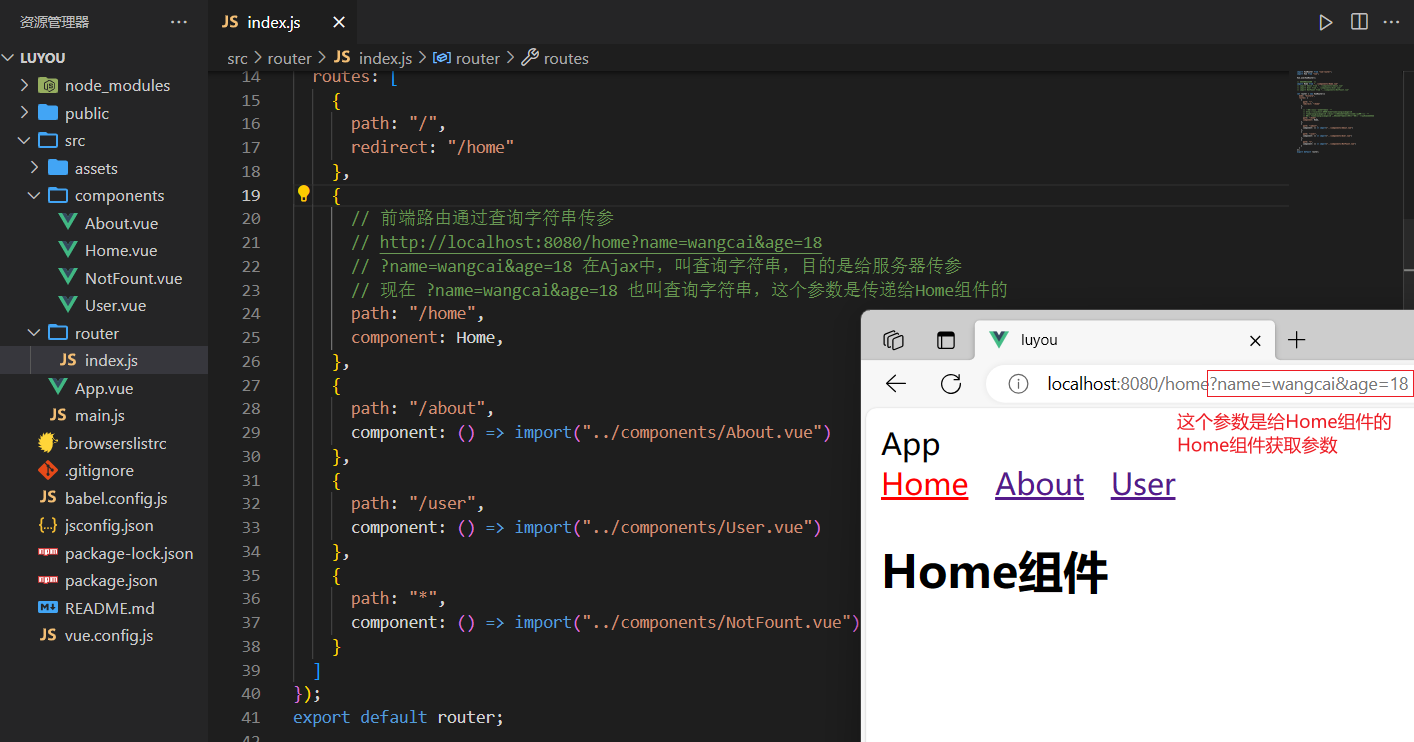 资源管理器 ···
LUYOU
node_modules
public
src
assets
components
About.vue
Home.vue
NotFount.vue
User.vue
router
JS index.js
App.vue
JS main.js
.browserslistrc
.gitignore
JS babel.config.js
{..} jsconfig.json
npm package-lock.json
npm package.json
README.md
JS vue.config.js
JS index.js
src > router > JS index.js > router > routes
14 routes: [
15 {
16 path: "/",
17 redirect: "/home"
18 },
19 {
20 // 前端路由通过查询字符串传参
21 // http://localhost:8080/home?name=wangcai&age=18
22 // ?name=wangcai&age=18 在Ajax中，叫查询字符串，目的是给服务器传参
23 // 现在 ?name=wangcai&age=18 也叫查询字符串，这个参数是传递给Home组件的
24 path: "/home",
25 component: Home,
26 },
27 {
28 path: "/about",
29 component: () => import("../components/About.vue")
30 },
31 {
32 path: "/user",
33 component: () => import("../components/User.vue")
34 },
35 {
36 path: "*",
37 component: () => import("../components/NotFount.vue")
38 }
39 ]
40 });
41 export default router;
luyou
localhost:8080/home?name=wangcai&age=18
这个参数是给Home组件的
Home组件获取参数
App
Home About User
Home组件